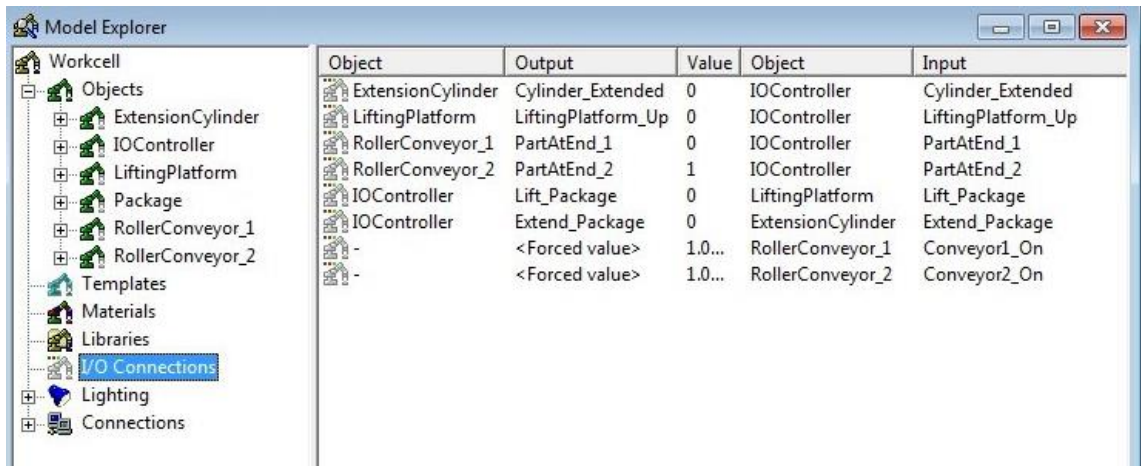 Model Explorer
Workcell
Objects
ExtensionCylinder
IOController
LiftingPlatform
Package
RollerConveyor_1
RollerConveyor_2
Templates
Materials
Libraries
I/O Connections
Lighting
Connections
Object Output Value Object Input
ExtensionCylinder Cylinder_Extended 0 IOController Cylinder_Extended
LiftingPlatform LiftingPlatform_Up 0 IOController LiftingPlatform_Up
RollerConveyor_1 PartAtEnd_1 0 IOController PartAtEnd_1
RollerConveyor_2 PartAtEnd_2 1 IOController PartAtEnd_2
IOController Lift_Package 0 LiftingPlatform Lift_Package
IOController Extend_Package 0 ExtensionCylinder Extend_Package
- <Forced value> 1.0... RollerConveyor_1 Conveyor1_On
- <Forced value> 1.0... RollerConveyor_2 Conveyor2_On